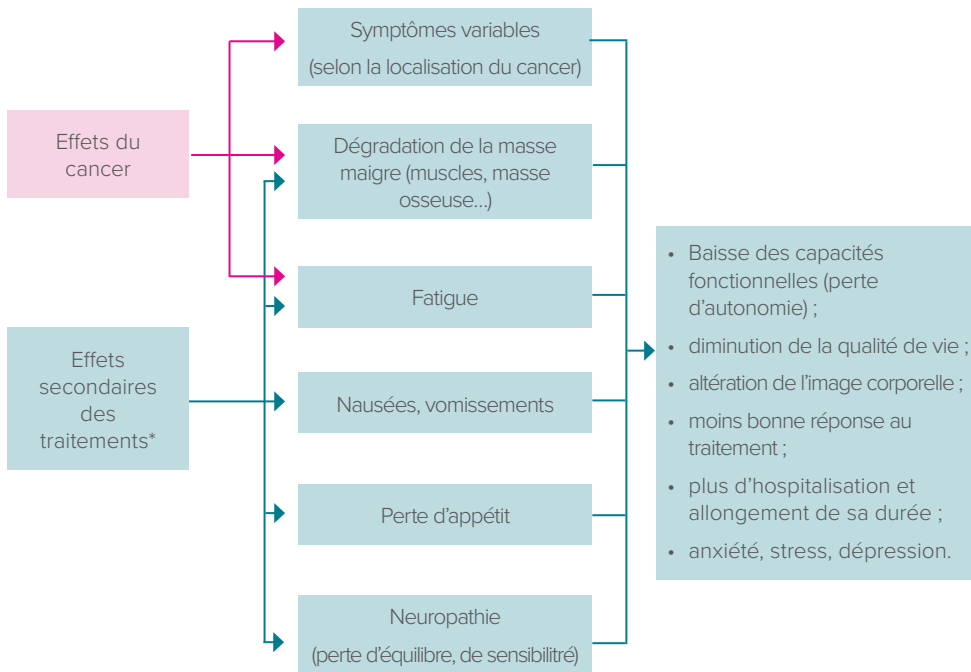 Symptômes variables
(selon la localisation du cancer)
Effets du
cancer
Dégradation de la masse
maigre (muscles, masse
osseuse...)
Fatigue
Effets
secondaires
des
traitements*
Nausées, vomissements
Perte d'appétit
Neuropathie
(perte d'équilibre, de sensibilitré)
• Baisse des capacités
fonctionnelles (perte
d'autonomie) ;
• diminution de la qualité de vie ;
• altération de l'image corporelle ;
• moins bonne réponse au
traitement ;
• plus d'hospitalisation et
allongement de sa durée ;
• anxiété, stress, dépression.